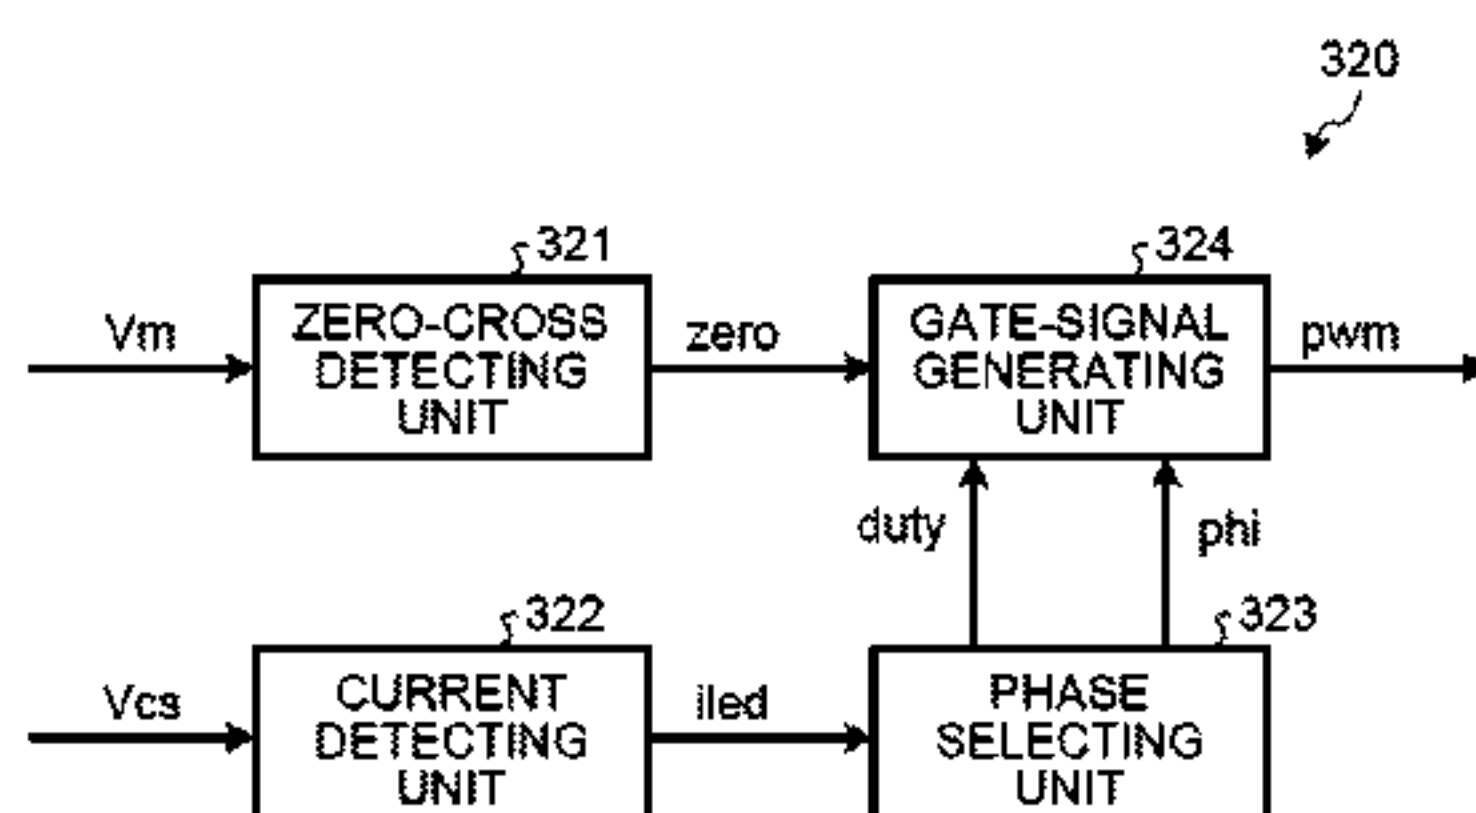 320
321
324
Vm
ZERO-CROSS
DETECTING
UNIT
zero
GATE-SIGNAL
GENERATING
UNIT
pwm
duty
phi
322
323
Vcs
CURRENT
DETECTING
UNIT
iled
PHASE
SELECTING
UNIT